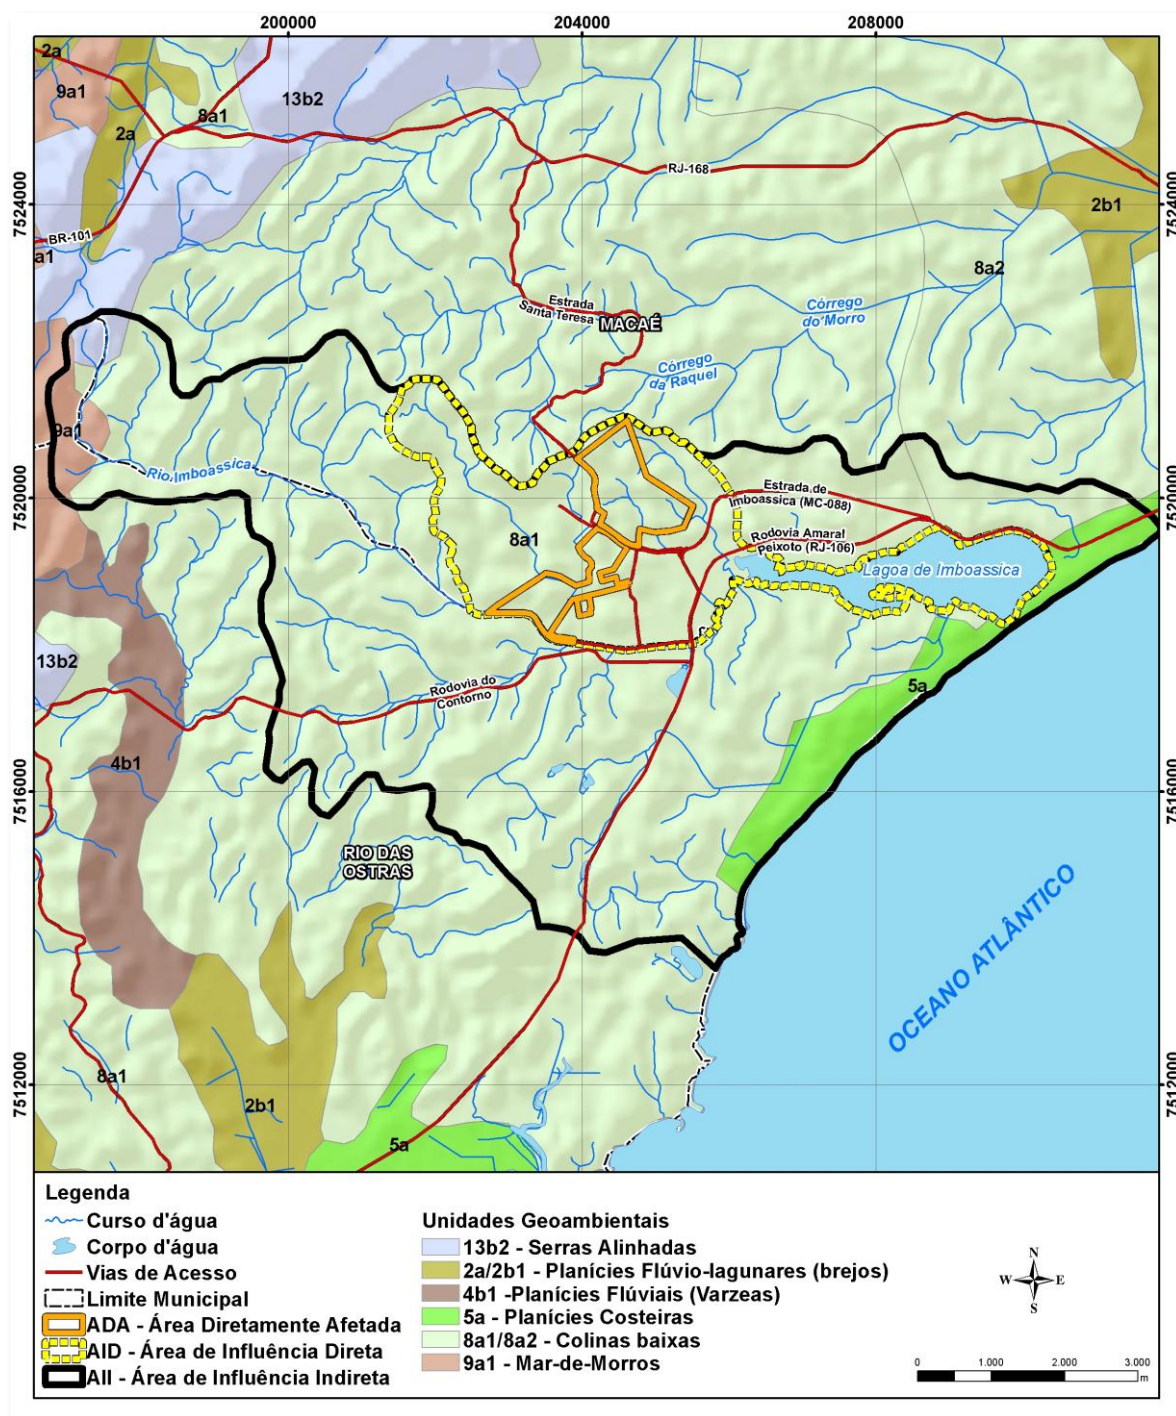 200000
204000
208000
2a
9a1
8a1
13b2
2a
RJ-168
7524000
7524000
2b1
BR-101
a1
8a2
Estrada
Santa Teresa
MACAÉ
Córrego
do Morro
Córrego
da Raquel
9a1
Rio Imboassica
7520000
7520000
Estrada de
Imboassica (MC-088)
8a1
Rodovia Amaral
Peixoto (RJ-106)
Lagoa de Imboassica
13b2
Rodovia do
Contorno
5a
4b1
7516000
7516000
RIO DAS
OSTRAS
OCEANO ATLÂNTICO
8a1
7512000
7512000
2b1
5a
Legenda
Curso d'água
Corpo d'água
Vias de Acesso
Limite Municipal
ADA - Área Diretamente Afetada
AID - Área de Influência Direta
AII - Área de Influência Indireta
Unidades Geoambientais
13b2 - Serras Alinhadas
2a/2b1 - Planícies Flúvio-lagunares (brejos)
4b1 -Planícies Flúviais (Varzeas)
5a - Planícies Costeiras
8a1/8a2 - Colinas baixas
9a1 - Mar-de-Morros
N
W E
S
0 1.000 2.000 3.000
m